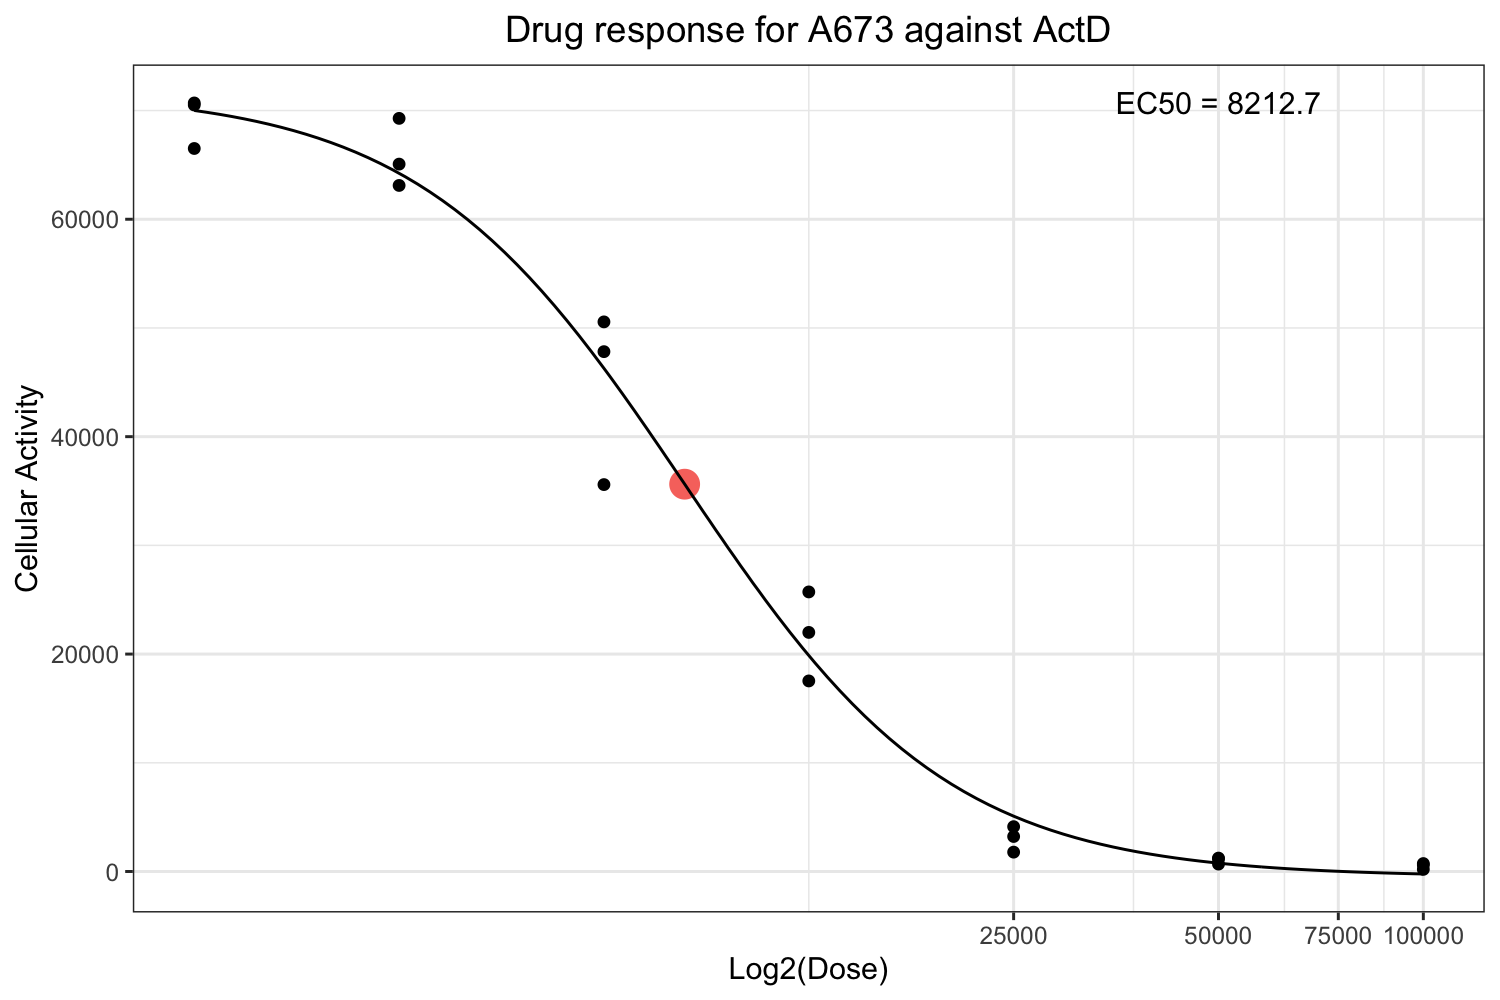 Drug response for A673 against ActD
EC50 = 8212.7
Cellular Activity
60000
40000
20000
0
25000 50000 75000 100000
Log2(Dose)